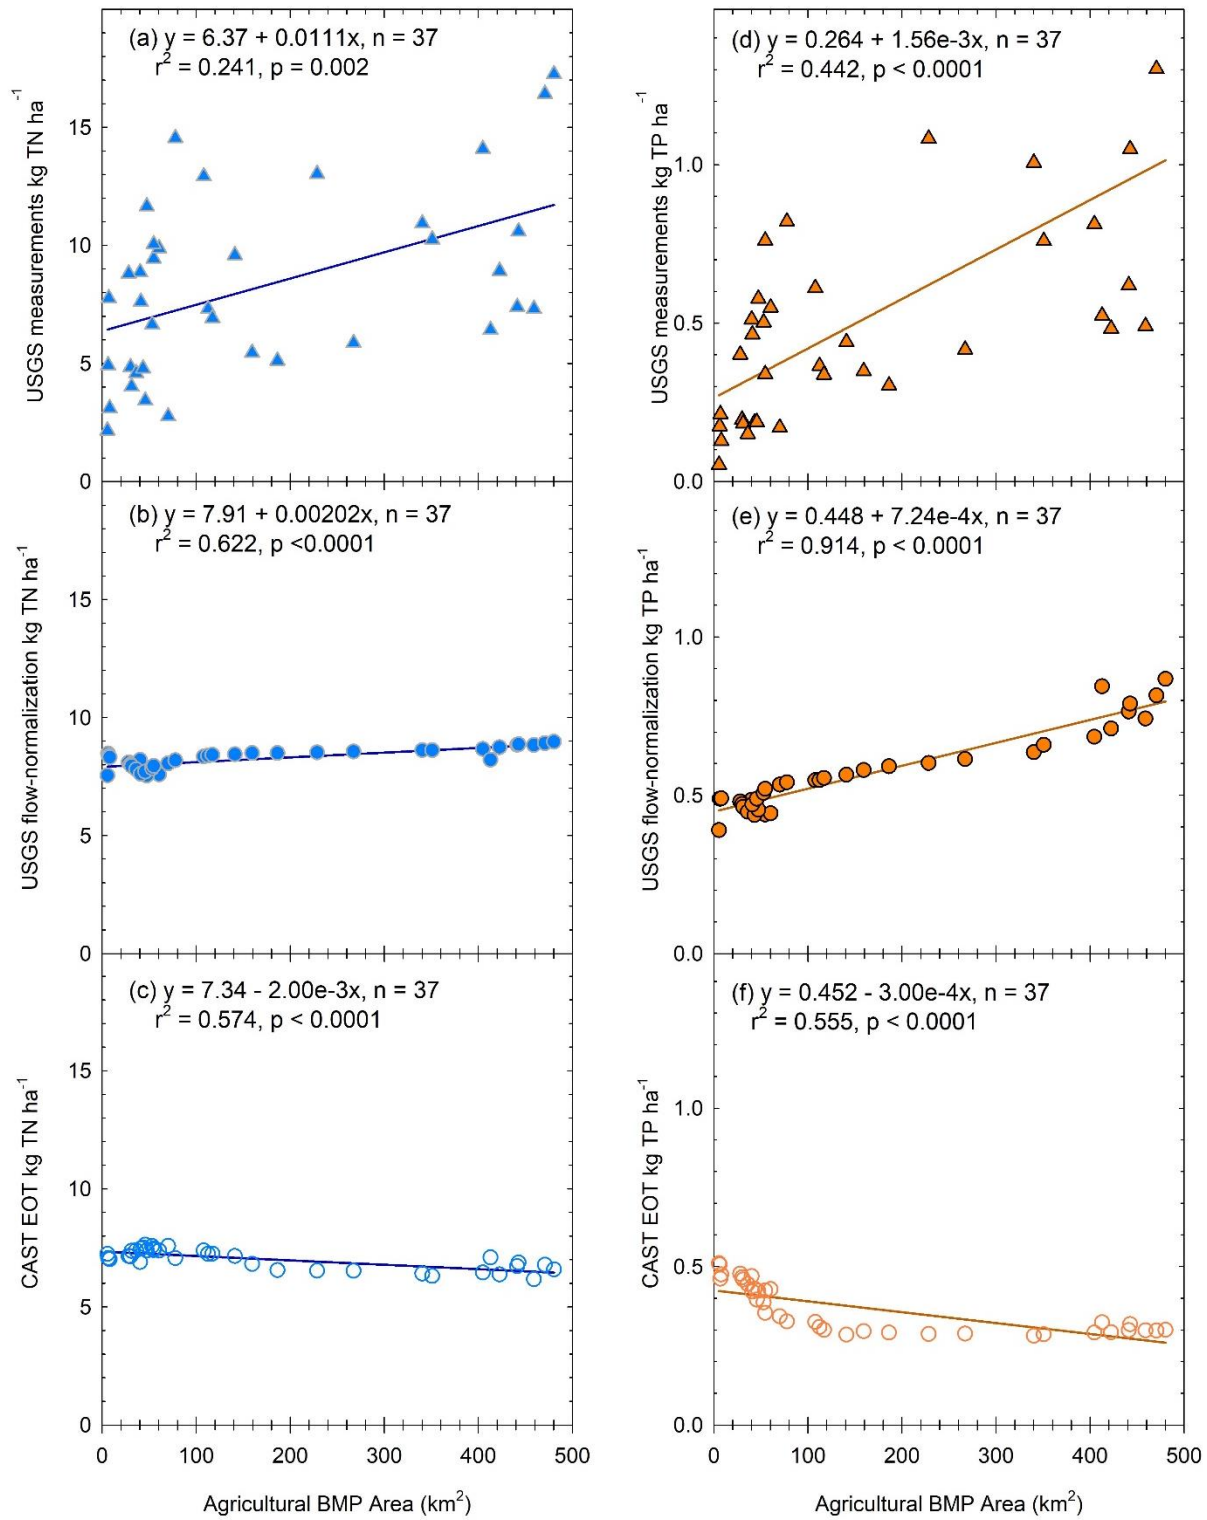 (a) y = 6.37 + 0.0111x, n = 37
r² = 0.241, p = 0.002
USGS measurements kg TN ha⁻¹
15
10
5
0
(b) y = 7.91 + 0.00202x, n = 37
r² = 0.622, p <0.0001
USGS flow-normalization kg TN ha⁻¹
15
10
5
0
(c) y = 7.34 - 2.00e-3x, n = 37
r² = 0.574, p < 0.0001
CAST EOT kg TN ha⁻¹
15
10
5
0
0 100 200 300 400 500
Agricultural BMP Area (km²)
(d) y = 0.264 + 1.56e-3x, n = 37
r² = 0.442, p < 0.0001
USGS measurements kg TP ha⁻¹
1.0
0.5
0.0
(e) y = 0.448 + 7.24e-4x, n = 37
r² = 0.914, p < 0.0001
USGS flow-normalization kg TP ha⁻¹
1.0
0.5
0.0
(f) y = 0.452 - 3.00e-4x, n = 37
r² = 0.555, p < 0.0001
CAST EOT kg TP ha⁻¹
1.0
0.5
0.0
0 100 200 300 400 500
Agricultural BMP Area (km²)